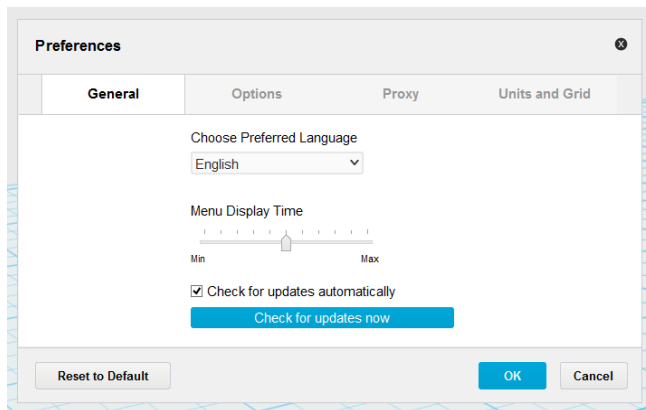 Preferences
General Options Proxy Units and Grid
Choose Preferred Language
English
Menu Display Time
Min Max
Check for updates automatically
Check for updates now
Reset to Default OK Cancel